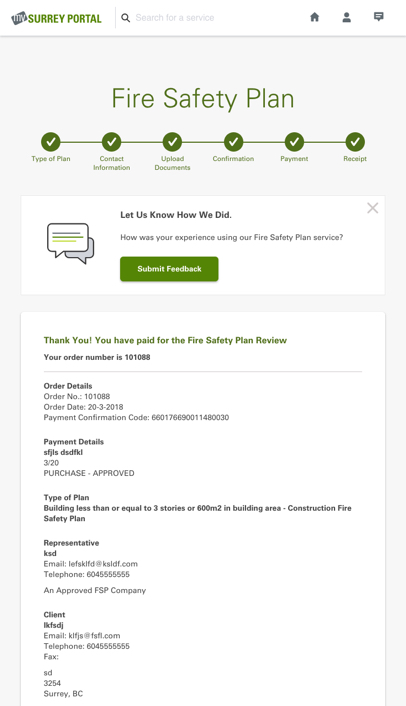 my SURREY PORTAL
Search for a service
Fire Safety Plan
Type of Plan
Contact
Information
Upload
Documents
Confirmation
Payment
Receipt
Let Us Know How We Did.
How was your experience using our Fire Safety Plan service?
Submit Feedback
Thank You! You have paid for the Fire Safety Plan Review
Your order number is 101088
Order Details
Order No.: 101088
Order Date: 20-3-2018
Payment Confirmation Code: 660176690011480030
Payment Details
sfjls dsdfkl
3/20
PURCHASE - APPROVED
Type of Plan
Building less than or equal to 3 stories or 600m2 in building area - Construction Fire
Safety Plan
Representative
ksd
Email: lefsklfd@ksldf.com
Telephone: 6045555555
An Approved FSP Company
Client
lkfsdj
Email: klfjs@fsfl.com
Telephone: 6045555555
Fax:
sd
3254
Surrey, BC